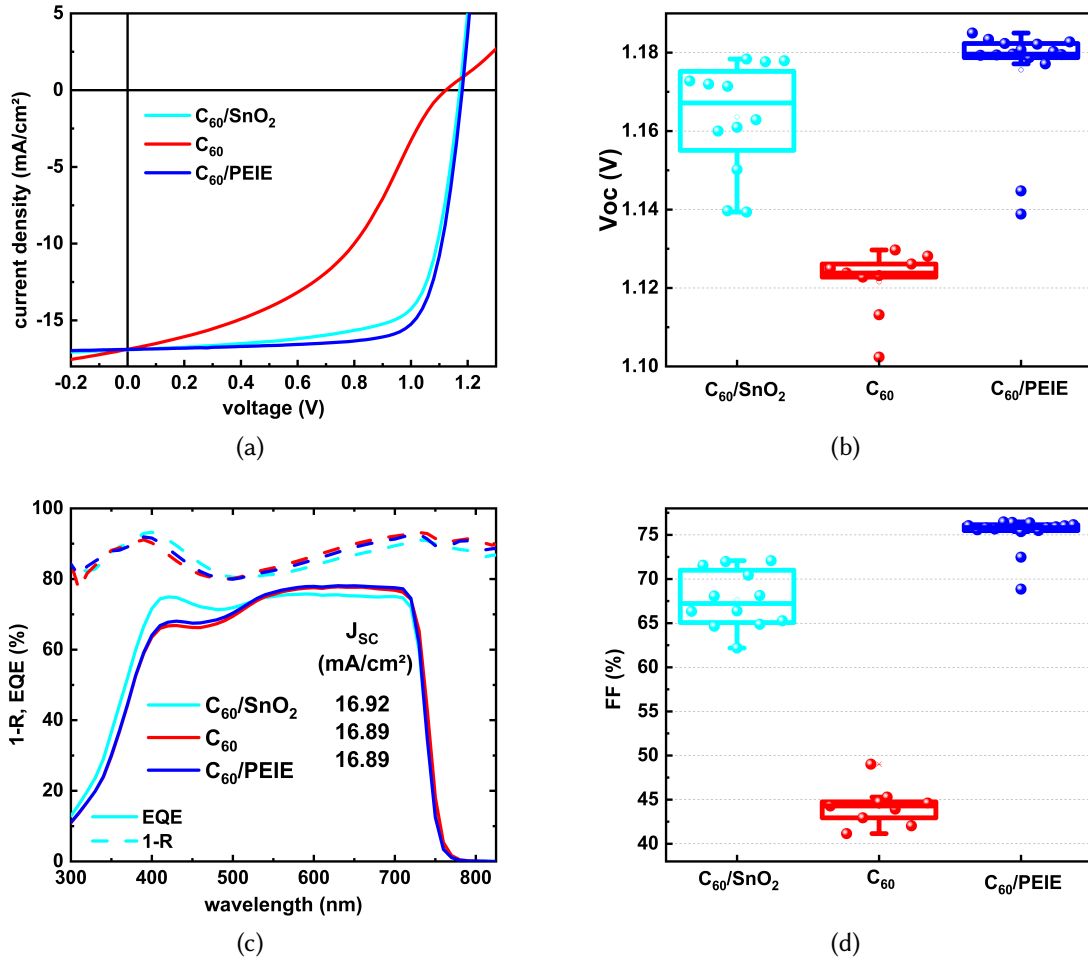 5
0
-5
-10
-15
-0.2 0.0 0.2 0.4 0.6 0.8 1.0 1.2
current density (mA/cm²)
voltage (V)
C₆₀/SnO₂
C₆₀
C₆₀/PEIE
(a)
1.18
1.16
1.14
1.12
1.10
Voc (V)
C₆₀/SnO₂ C₆₀ C₆₀/PEIE
(b)
100
80
60
40
20
0
300 400 500 600 700 800
1-R, EQE (%)
wavelength (nm)
J_SC
(mA/cm²)
C₆₀/SnO₂ 16.92
C₆₀ 16.89
C₆₀/PEIE 16.89
EQE
1-R
(c)
75
70
65
60
55
50
45
40
FF (%)
C₆₀/SnO₂ C₆₀ C₆₀/PEIE
(d)